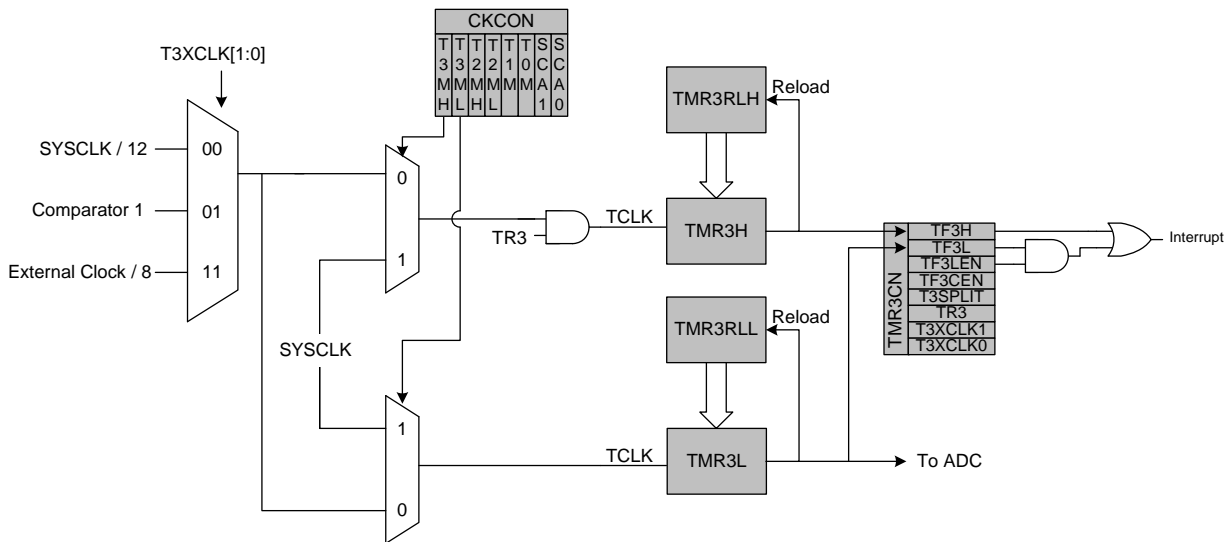 CKCON
T3MH
T3ML
T2MH
T2ML
T1M
T0M
SCA1
SCA0
T3XCLK[1:0]
SYSCLK / 12
00
Comparator 1
01
External Clock / 8
11
0
1
SYSCLK
1
0
TR3
TCLK
TMR3RLH
Reload
TMR3H
TMR3RLL
Reload
TCLK
TMR3L
To ADC
TMR3CN
TF3H
TF3L
TF3LEN
TF3CEN
T3SPLIT
TR3
T3XCLK1
T3XCLK0
Interrupt